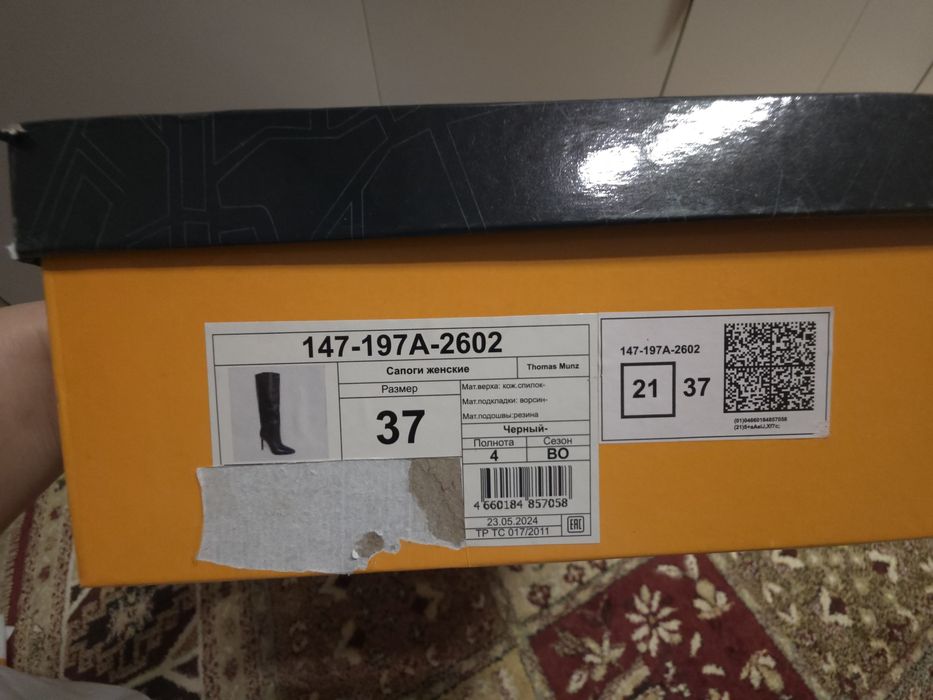 147-197A-2602
Сапоги женские
Thomas Munz
Размер
37
Мат.верха: кож.спилок-
Мат.подкладки: ворсин-
Мат.подошвы:резина
Черный-
Полнота
Сезон
4
ВО
4 660184 857058
23.05.2024
ТР ТС 017/2011
EAC
147-197A-2602
21
37
(01)04660184857058